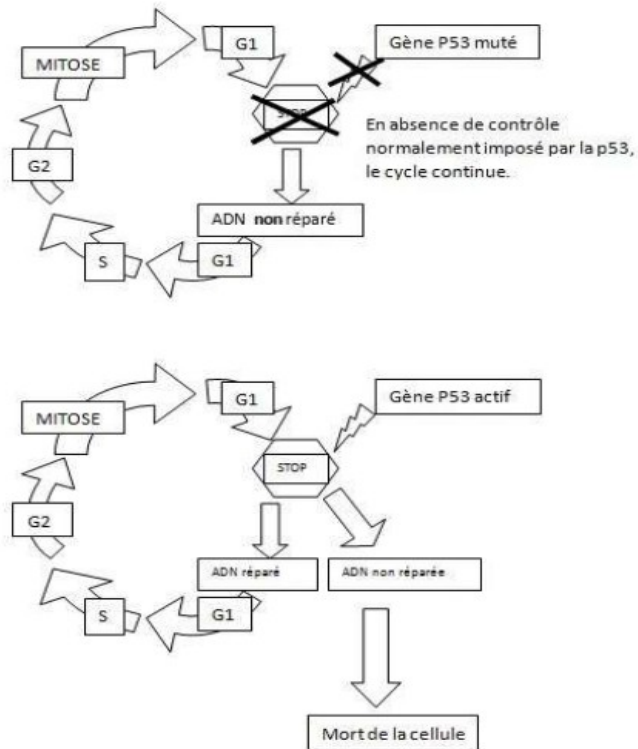 G1
Gène P53 muté
MITOSE
STOP
En absence de contrôle
normalement imposé par la p53,
le cycle continue.
G2
ADN non réparé
S
G1
G1
Gène P53 actif
MITOSE
STOP
G2
ADN réparé
ADN non réparée
S
G1
Mort de la cellule